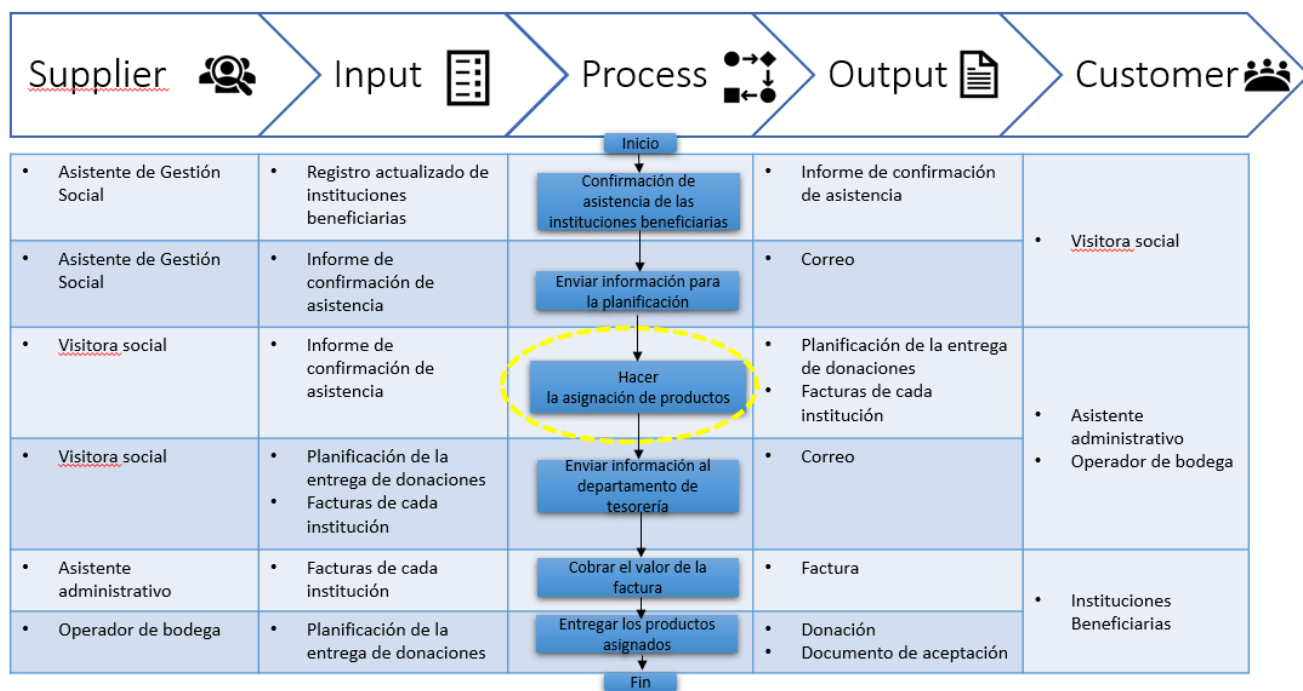 Supplier
Input
Process
Output
Customer
Inicio
• Asistente de Gestión
Social
• Registro actualizado de
instituciones
beneficiarias
Confirmación de
asistencia de las
instituciones beneficiarias
• Informe de confirmación
de asistencia
• Visitora social
• Asistente de Gestión
Social
• Informe de
confirmación de
asistencia
Enviar información para
la planificación
• Correo
• Visitora social
• Informe de
confirmación de
asistencia
Hacer
la asignación de productos
• Planificación de la entrega
de donaciones
• Facturas de cada
institución
• Asistente
administrativo
• Operador de bodega
• Visitora social
• Planificación de la
entrega de donaciones
• Facturas de cada
institución
Enviar información al
departamento de
tesorería
• Correo
• Asistente
administrativo
• Facturas de cada
institución
Cobrar el valor de la
factura
• Factura
• Instituciones
Beneficiarias
• Operador de bodega
• Planificación de la
entrega de donaciones
Entregar los productos
asignados
• Donación
• Documento de aceptación
Fin